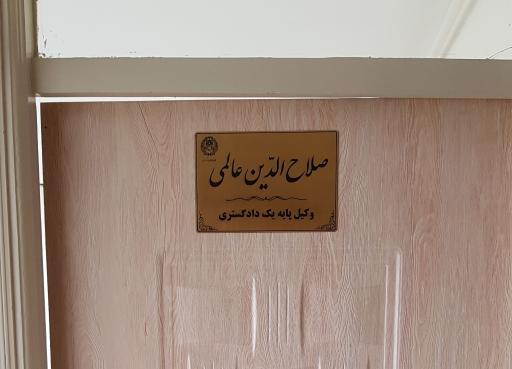 صلاح الدّین عالمی
وکیل پایه یک دادگستری